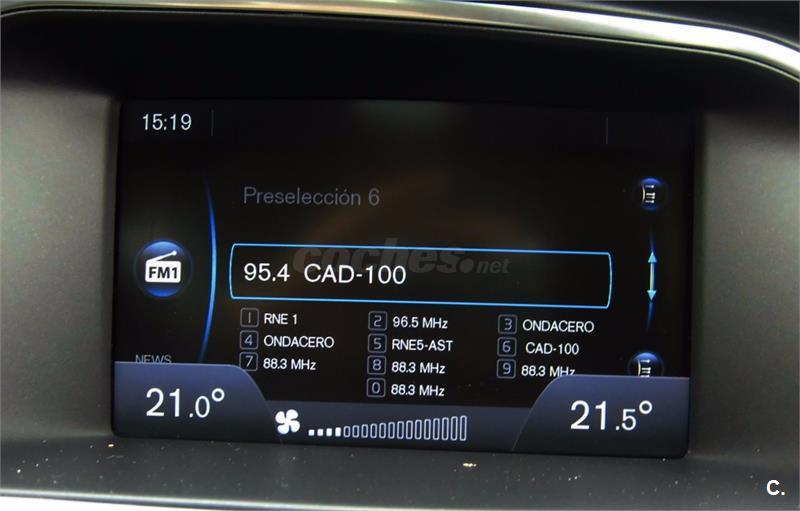 15:19
Preselección 6
FM1
95.4 CAD-100
coches.net
1 RNE 1 2 96.5 MHz 3 ONDACERO
4 ONDACERO 5 RNE5-AST 6 CAD-100
7 88.3 MHz 8 88.3 MHz 9 88.3 MHz
0 88.3 MHz
NEWS
21.0° 21.5°
C.